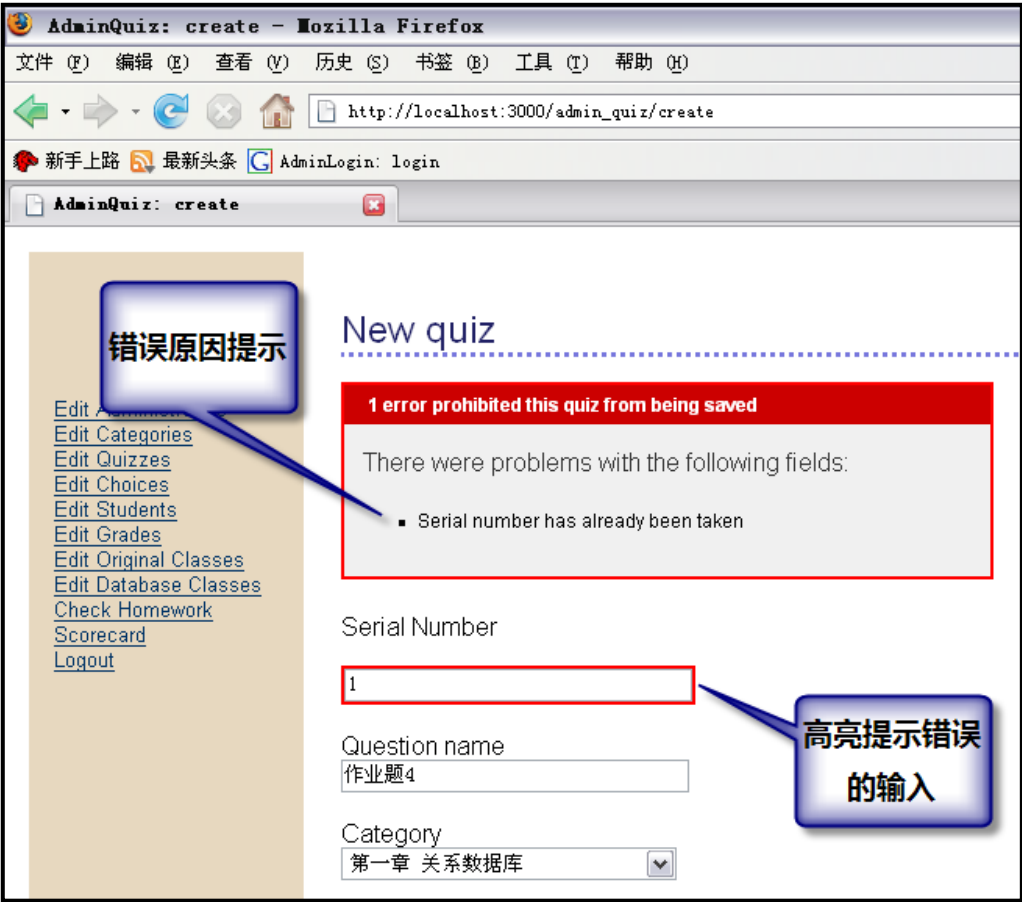 AdminQuiz: create - Mozilla Firefox
文件 (F) 编辑 (E) 查看 (V) 历史 (S) 书签 (B) 工具 (T) 帮助 (H)
http://localhost:3000/admin_quiz/create
新手上路 最新头条 G AdminLogin: login
AdminQuiz: create
错误原因提示
Edit
Edit Categories
Edit Quizzes
Edit Choices
Edit Students
Edit Grades
Edit Original Classes
Edit Database Classes
Check Homework
Scorecard
Logout
New quiz
1 error prohibited this quiz from being saved
There were problems with the following fields:
Serial number has already been taken
Serial Number
1
高亮提示错误
的输入
Question name
作业题4
Category
第一章 关系数据库